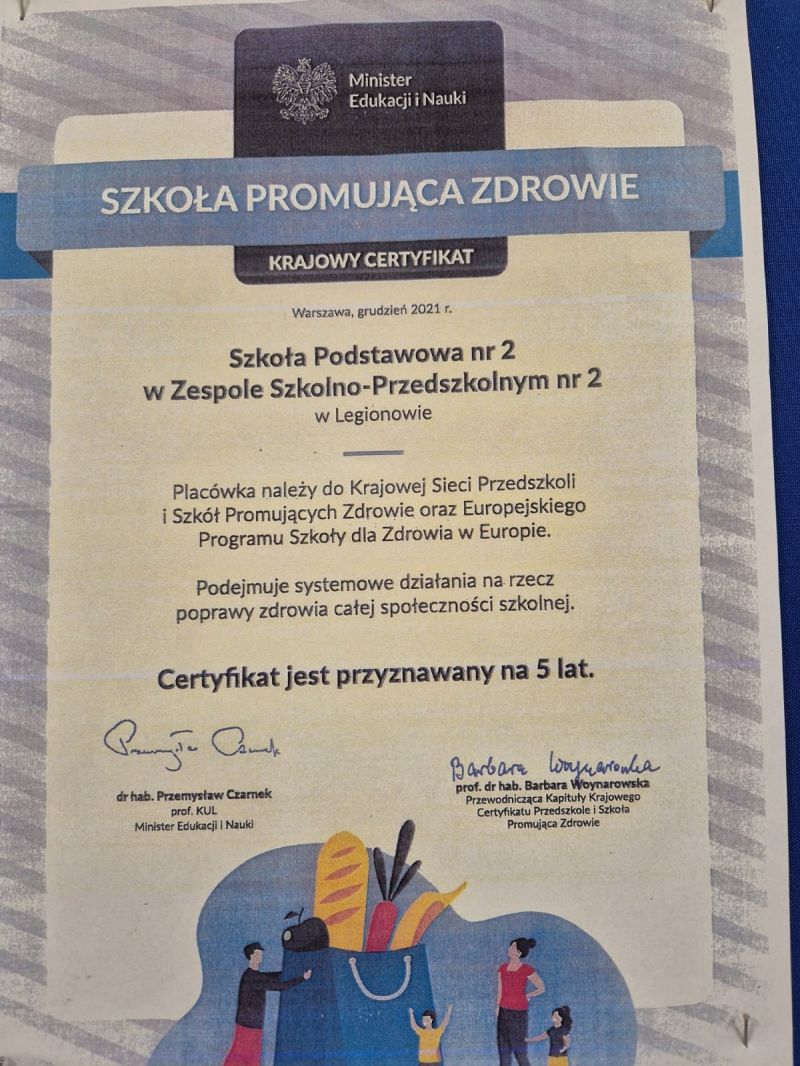 Minister
Edukacji i Nauki
SZKOŁA PROMUJĄCA ZDROWIE
KRAJOWY CERTYFIKAT
Warszawa, grudzień 2021 r.
Szkoła Podstawowa nr 2
w Zespole Szkolno-Przedszkolnym nr 2
w Legionowie
Placówka należy do Krajowej Sieci Przedszkoli
i Szkół Promujących Zdrowie oraz Europejskiego
Programu Szkoły dla Zdrowia w Europie.
Podejmuje systemowe działania na rzecz
poprawy zdrowia całej społeczności szkolnej.
Certyfikat jest przyznawany na 5 lat.
Przemysław Czarnek
dr hab. Przemysław Czarnek
prof. KUL
Minister Edukacji i Nauki
Barbara Woynarowska
prof. dr hab. Barbara Woynarowska
Przewodnicząca Kapituły Krajowego
Certyfikatu Przedszkole i Szkoła
Promująca Zdrowie